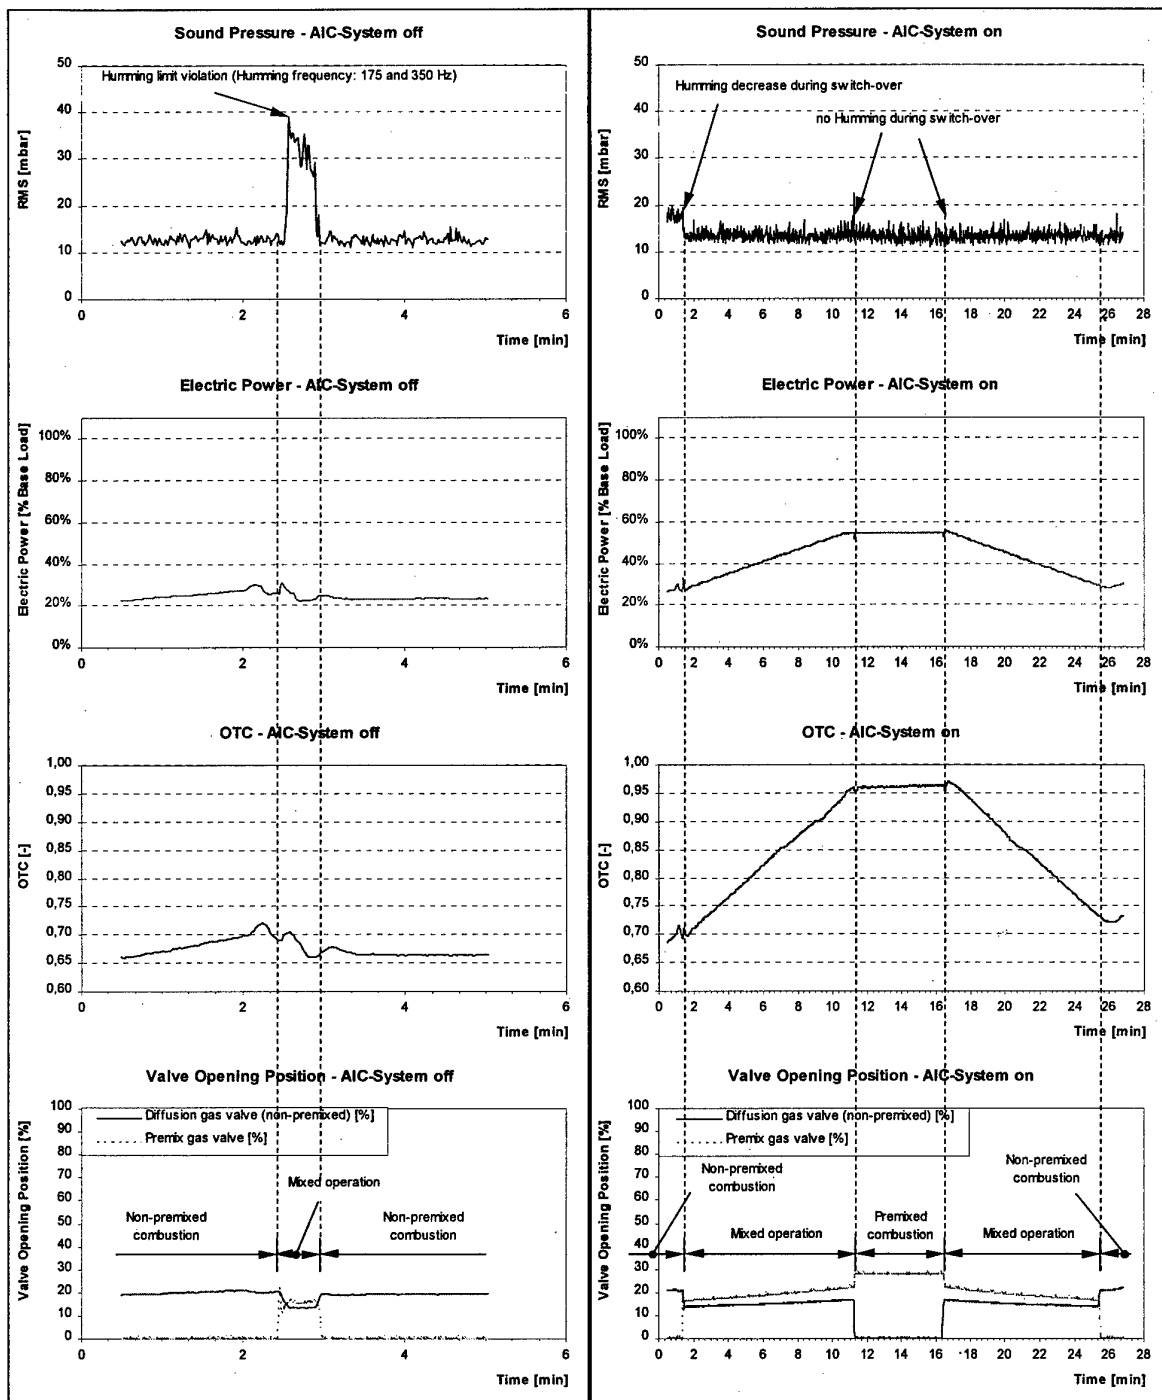 Sound Pressure - AIC-System off
Humming limit violation (Humming frequency: 175 and 350 Hz)
RMS [mbar]
50
40
30
20
10
0
0 2 4 6
Time [min]
Electric Power - AIC-System off
Electric Power [% Base Load]
100%
80%
60%
40%
20%
0%
0 2 4 6
Time [min]
OTC - AIC-System off
OTC [-]
1,00
0,95
0,90
0,85
0,80
0,75
0,70
0,65
0,60
0 2 4 6
Time [min]
Valve Opening Position - AIC-System off
Valve Opening Position [%]
100
90
80
70
60
50
40
30
20
10
0
Diffusion gas valve (non-premixed) [%]
Premix gas valve [%]
Mixed operation
Non-premixed
combustion
Non-premixed
combustion
0 2 4 6
Time [min]
Sound Pressure - AIC-System on
Humming decrease during switch-over
no Humming during switch-over
RMS [mbar]
50
40
30
20
10
0
0 2 4 6 8 10 12 14 16 18 20 22 24 26 28
Time [min]
Electric Power - AIC-System on
Electric Power [% Base Load]
100%
80%
60%
40%
20%
0%
0 2 4 6 8 10 12 14 16 18 20 22 24 26 28
Time [min]
OTC - AIC-System on
OTC [-]
1,00
0,95
0,90
0,85
0,80
0,75
0,70
0,65
0,60
0 2 4 6 8 10 12 14 16 18 20 22 24 26 28
Time [min]
Valve Opening Position - AIC-System on
Valve Opening Position [%]
100
90
80
70
60
50
40
30
20
10
0
Diffusion gas valve (non-premixed) [%]
Premix gas valve [%]
Non-premixed
combustion
Non-premixed
combustion
Mixed operation
Premixed
combustion
Mixed operation
0 2 4 6 8 10 12 14 16 18 20 22 24 26 28
Time [min]